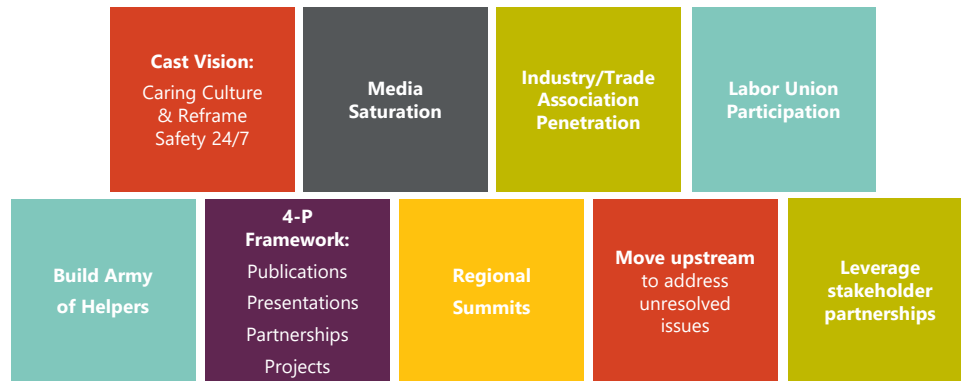 Cast Vision:
Caring Culture
& Reframe
Safety 24/7
Media
Saturation
Industry/Trade
Association
Penetration
Labor Union
Participation
Build Army
of Helpers
4-P
Framework:
Publications
Presentations
Partnerships
Projects
Regional
Summits
Move upstream
to address
unresolved
issues
Leverage
stakeholder
partnerships